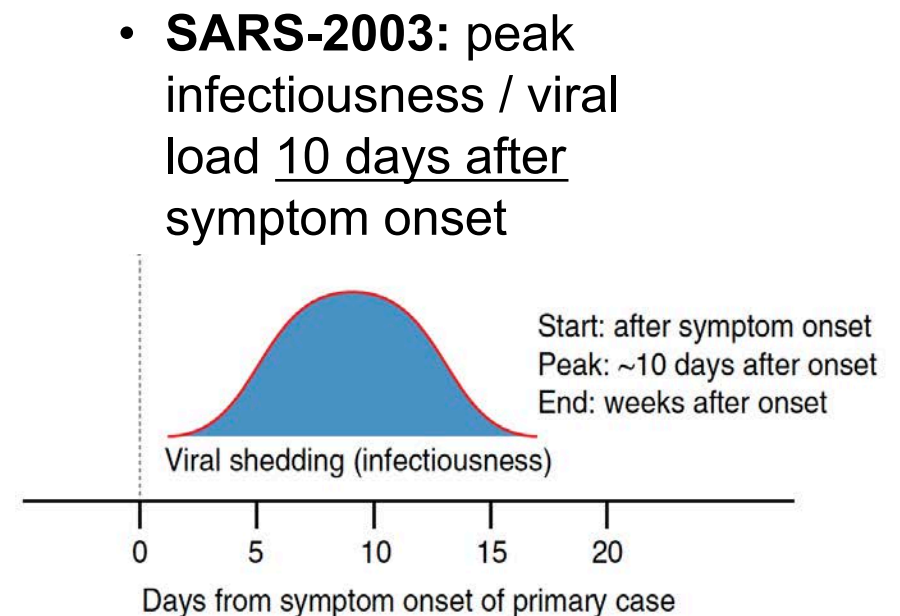 • SARS-2003: peak
infectiousness / viral
load 10 days after
symptom onset
Start: after symptom onset
Peak: ~10 days after onset
End: weeks after onset
Viral shedding (infectiousness)
0 5 10 15 20
Days from symptom onset of primary case